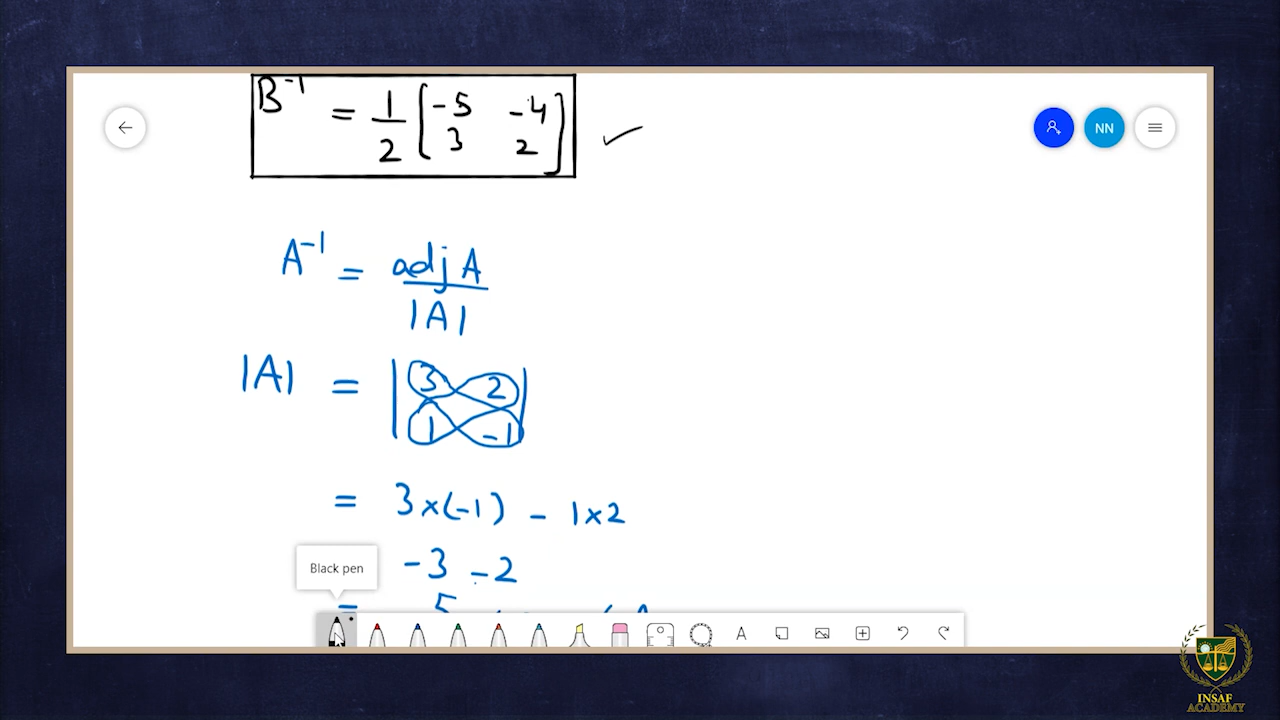 B⁻¹ = 1/2 [-5 -4
3 2]
NN
A⁻¹ = adj A
|A|
|A| = |3 2
1 -1|
= 3×(-1) - 1×2
Black pen
-3 - 2
= 5
A
INSAF
ACADEMY